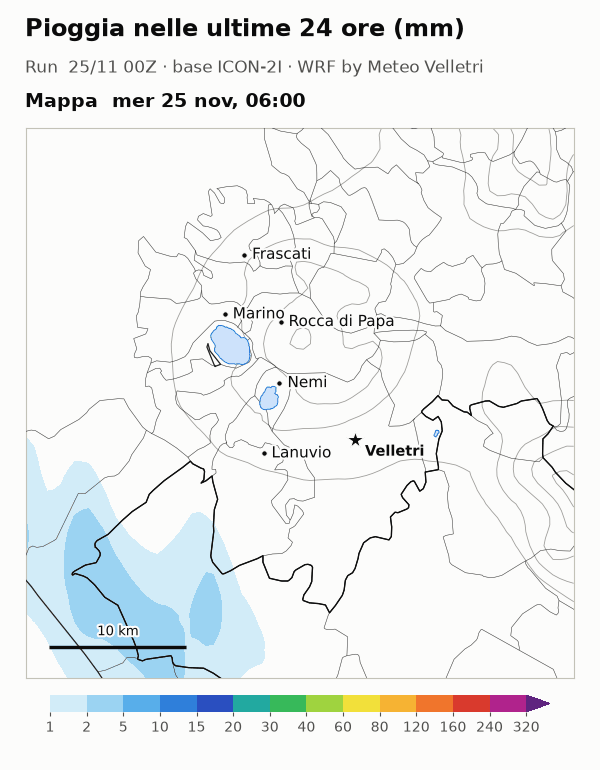 Pioggia nelle ultime 24 ore (mm)
Run  25/11 00Z · base ICON-2I · WRF by Meteo Velletri
Mappa  mer 25 nov, 06:00
Frascati
Marino
Rocca di Papa
Nemi
Velletri
Lanuvio
10 km
1 2 5 10 15 20 30 40 60 80 120 160 240 320